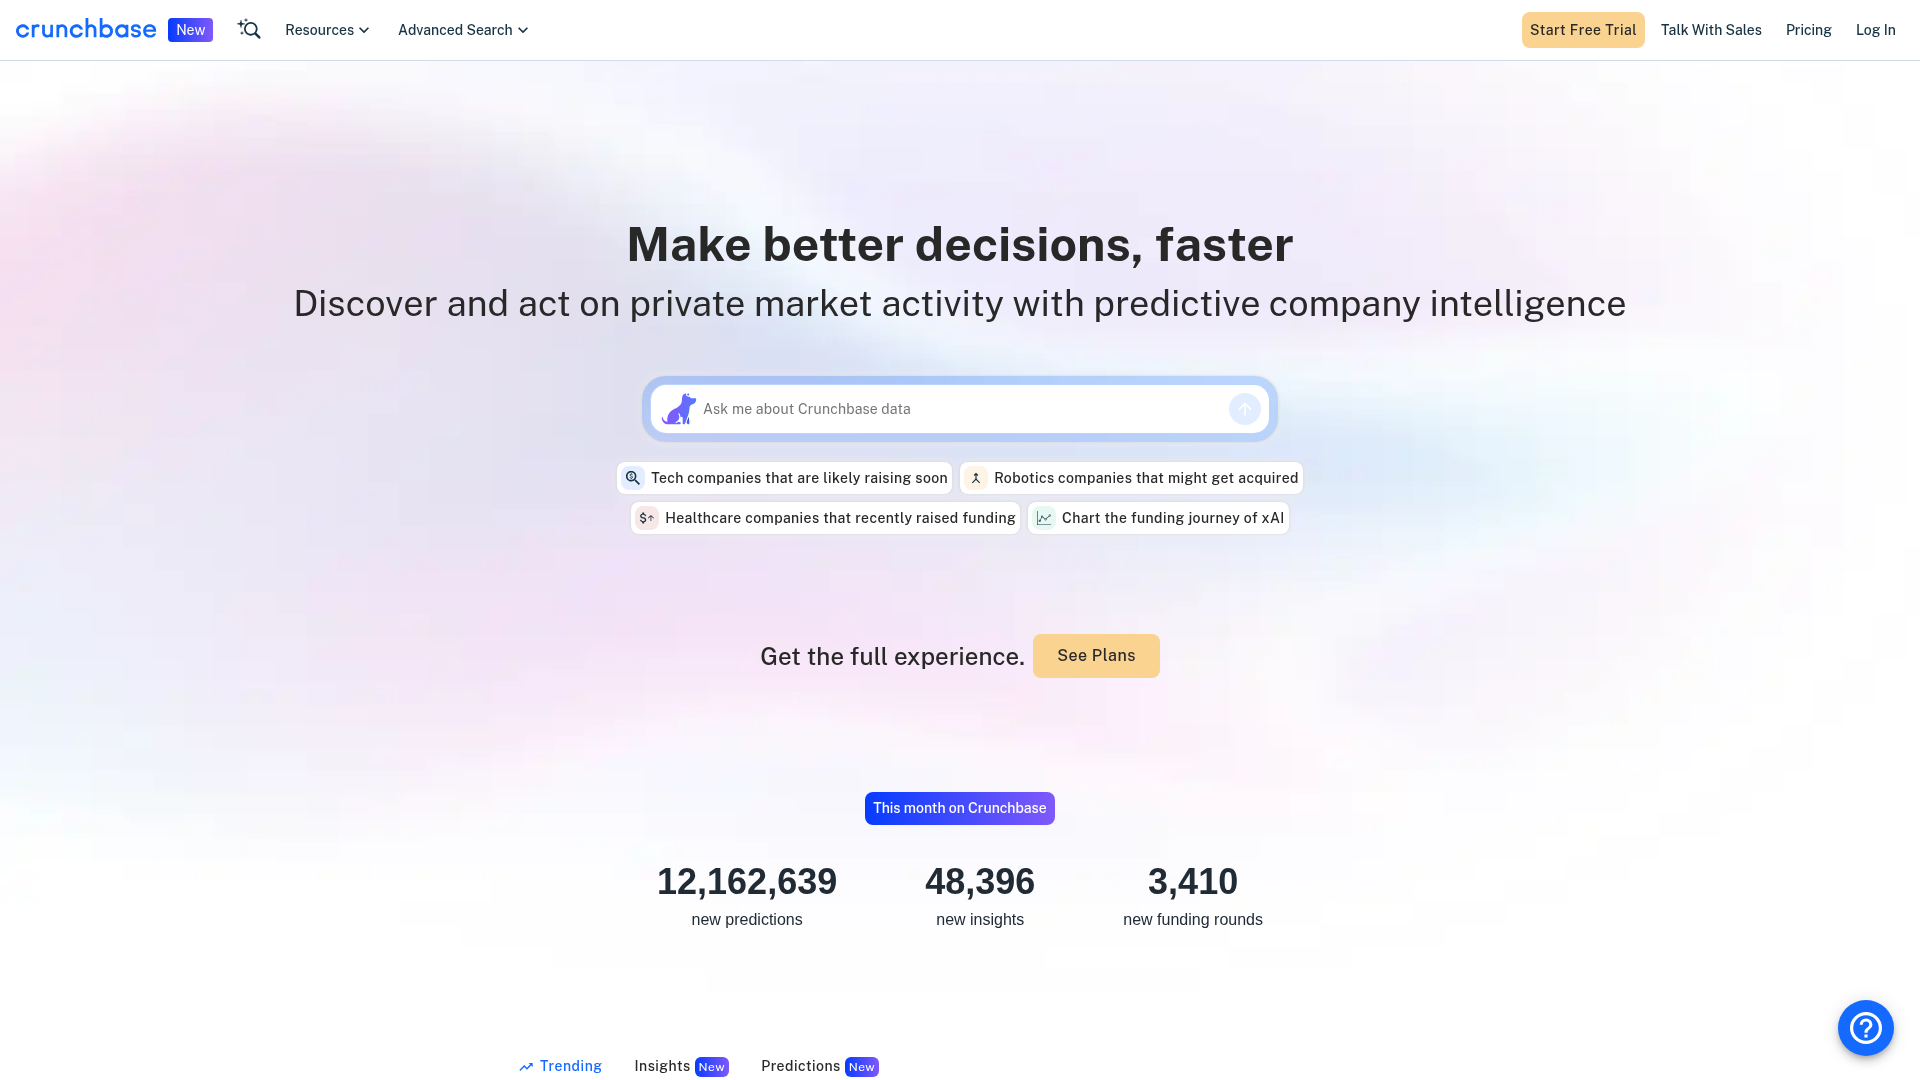 crunchbase New Resources Advanced Search Start Free Trial Talk With Sales Pricing Log In
Make better decisions, faster
Discover and act on private market activity with predictive company intelligence
Ask me about Crunchbase data
Tech companies that are likely raising soon Robotics companies that might get acquired
$ Healthcare companies that recently raised funding Chart the funding journey of xAI
Get the full experience. See Plans
This month on Crunchbase
12,162,639 48,396 3,410
new predictions new insights new funding rounds
Trending Insights New Predictions New